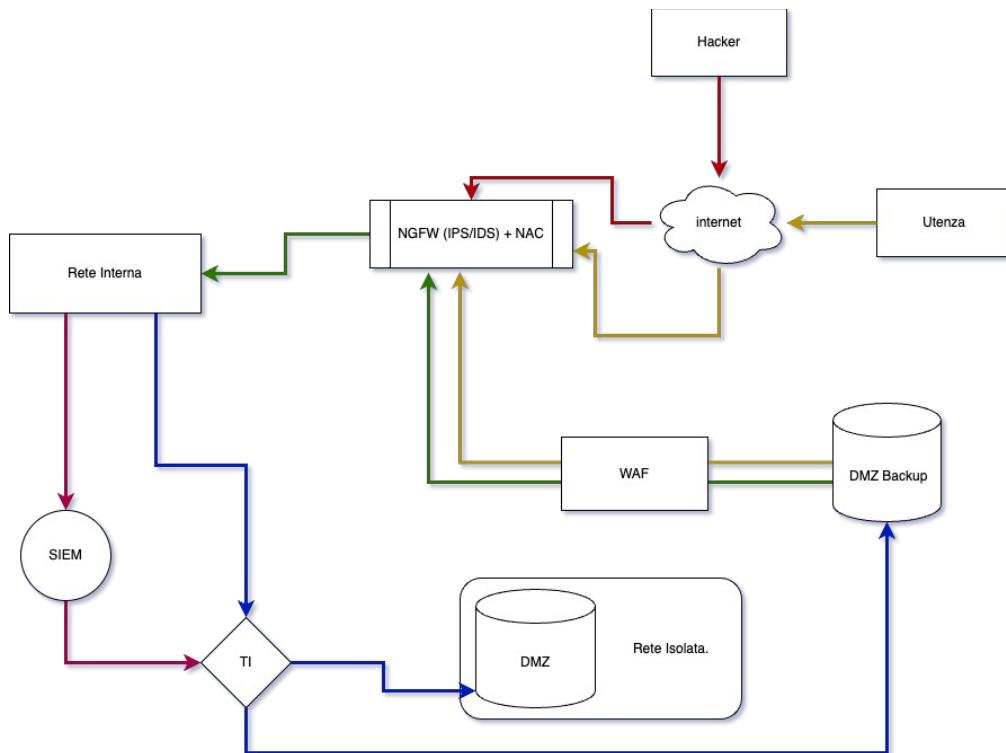 Hacker
internet
Utenza
NGFW (IPS/IDS) + NAC
Rete Interna
WAF
DMZ Backup
SIEM
TI
DMZ
Rete Isolata.